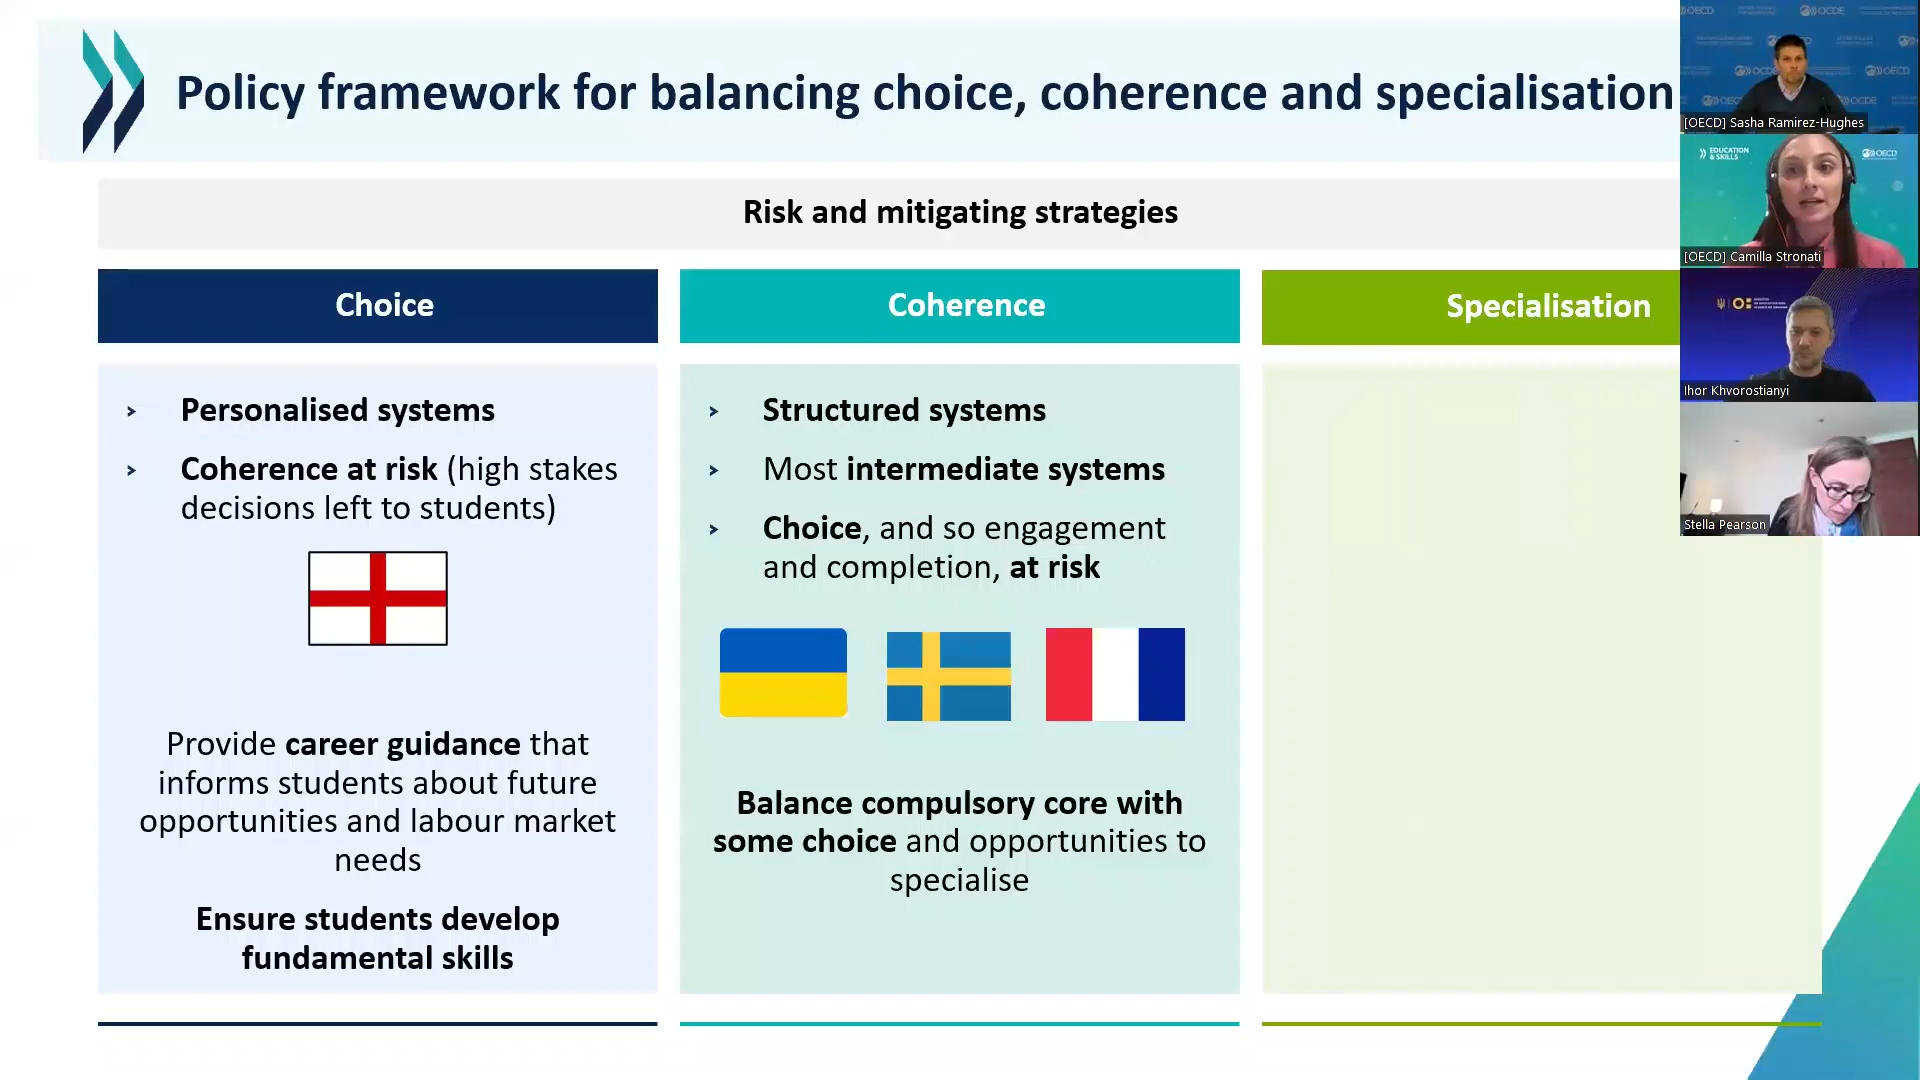 Policy framework for balancing choice, coherence and specialisation
Risk and mitigating strategies
Choice
Personalised systems
Coherence at risk (high stakes
decisions left to students)
Provide career guidance that
informs students about future
opportunities and labour market
needs
Ensure students develop
fundamental skills
Coherence
Structured systems
Most intermediate systems
Choice, and so engagement
and completion, at risk
Balance compulsory core with
some choice and opportunities to
specialise
Specialisation
[OECD] Sasha Ramirez-Hughes
EDUCATION
& SKILLS
OECD
[OECD] Camilla Stronati
Ihor Khvorostianyi
Stella Pearson